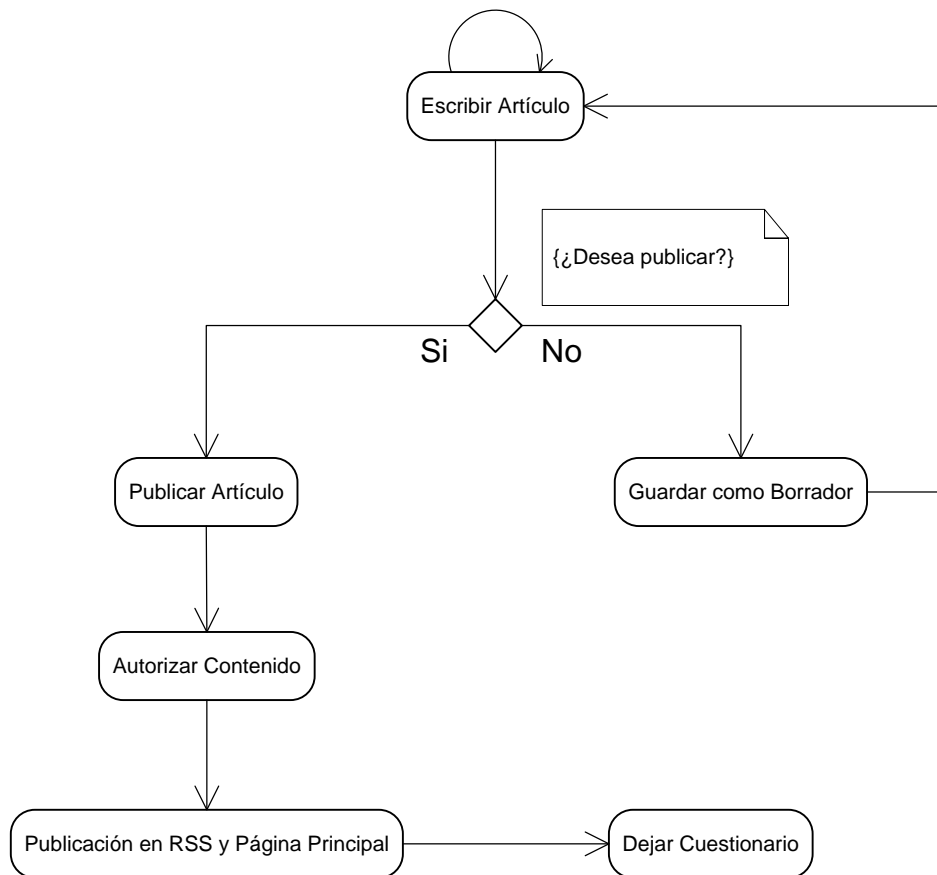 Escribir Artículo
{¿Desea publicar?}
Si
No
Publicar Artículo
Guardar como Borrador
Autorizar Contenido
Publicación en RSS y Página Principal
Dejar Cuestionario